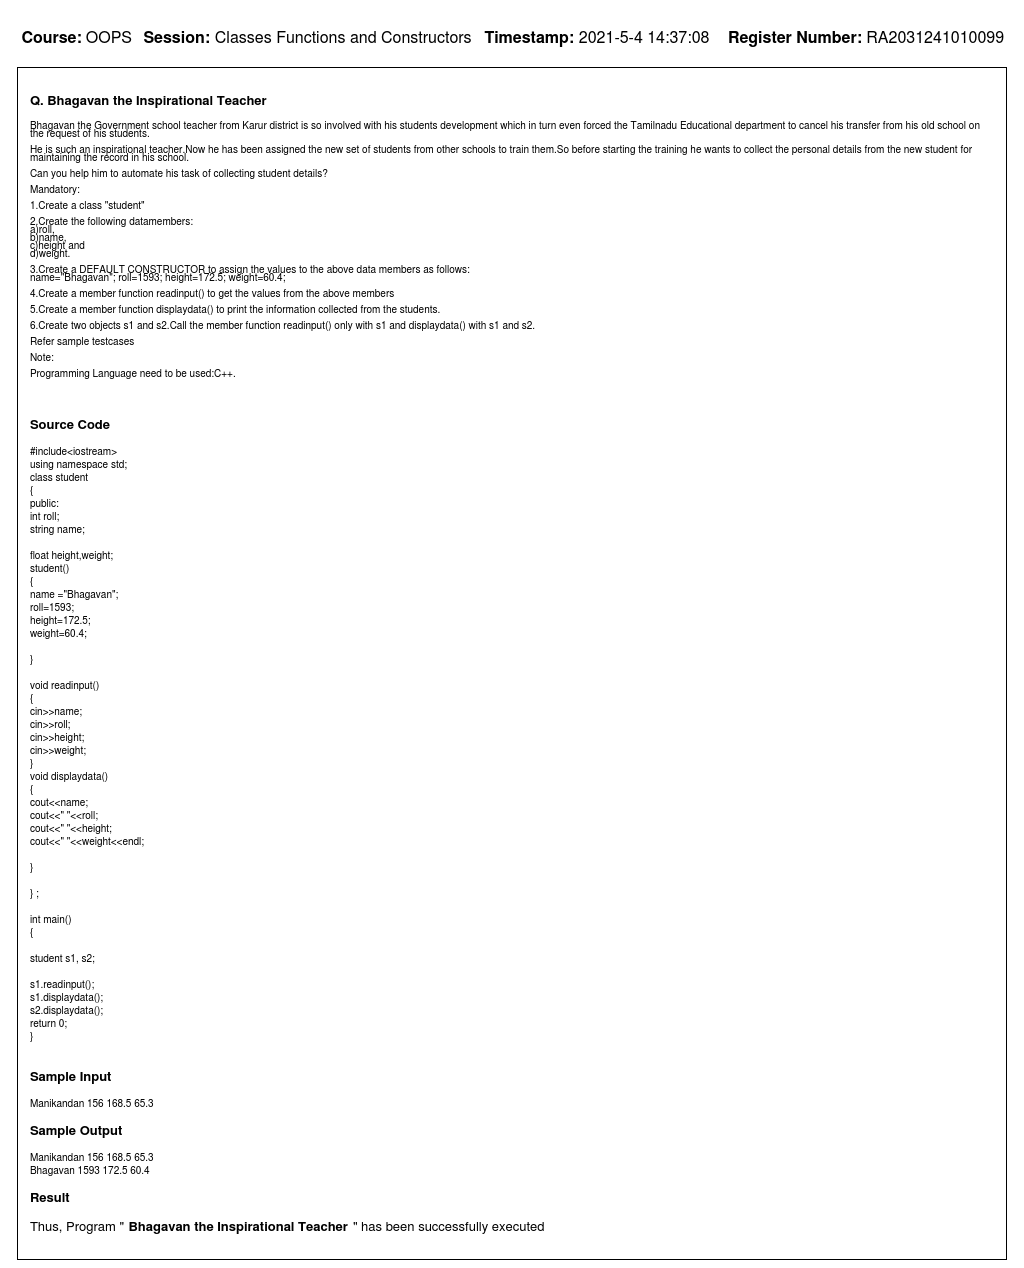 Course: OOPS Session: Classes Functions and Constructors Timestamp: 2021-5-4 14:37:08 Register Number: RA2031241010099
Q. Bhagavan the Inspirational Teacher
Bhagavan the Government school teacher from Karur district is so involved with his students development which in turn even forced the Tamilnadu Educational department to cancel his transfer from his old school on
the request of his students.
He is such an inspirational teacher.Now he has been assigned the new set of students from other schools to train them.So before starting the training he wants to collect the personal details from the new student for
maintaining the record in his school.
Can you help him to automate his task of collecting student details?
Mandatory:
1.Create a class "student"
2.Create the following datamembers:
a)roll,
b)name,
c)height and
d)weight.
3.Create a DEFAULT CONSTRUCTOR to assign the values to the above data members as follows:
name="Bhagavan"; roll=1593; height=172.5; weight=60.4;
4.Create a member function readinput() to get the values from the above members
5.Create a member function displaydata() to print the information collected from the students.
6.Create two objects s1 and s2.Call the member function readinput() only with s1 and displaydata() with s1 and s2.
Refer sample testcases
Note:
Programming Language need to be used:C++.
Source Code
#include<iostream>
using namespace std;
class student
{
public:
int roll;
string name;
float height,weight;
student()
{
name ="Bhagavan";
roll=1593;
height=172.5;
weight=60.4;
}
void readinput()
{
cin>>name;
cin>>roll;
cin>>height;
cin>>weight;
}
void displaydata()
{
cout<<name;
cout<<" "<<roll;
cout<<" "<<height;
cout<<" "<<weight<<endl;
}
} ;
int main()
{
student s1, s2;
s1.readinput();
s1.displaydata();
s2.displaydata();
return 0;
}
Sample Input
Manikandan 156 168.5 65.3
Sample Output
Manikandan 156 168.5 65.3
Bhagavan 1593 172.5 60.4
Result
Thus, Program " Bhagavan the Inspirational Teacher " has been successfully executed